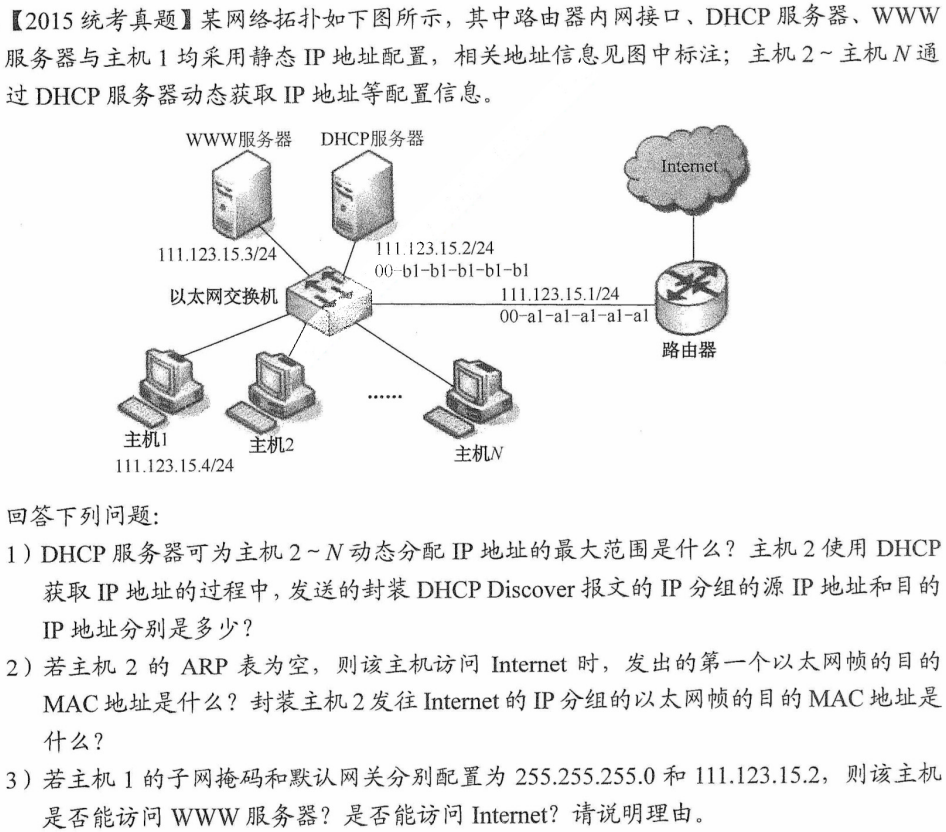 【2015 统考真题】某网络拓扑如下图所示，其中路由器内网接口、DHCP 服务器、WWW
服务器与主机 1 均采用静态 IP 地址配置，相关地址信息见图中标注；主机 2～主机 N 通
过 DHCP 服务器动态获取 IP 地址等配置信息。
WWW服务器 DHCP服务器
Internet
111.123.15.3/24
111.123.15.2/24
00-b1-b1-b1-b1-b1
以太网交换机
111.123.15.1/24
00-a1-a1-a1-a1-a1
路由器
主机1
111.123.15.4/24
主机2
……
主机N
回答下列问题：
1）DHCP 服务器可为主机 2～N 动态分配 IP 地址的最大范围是什么？主机 2 使用 DHCP
获取 IP 地址的过程中，发送的封装 DHCP Discover 报文的 IP 分组的源 IP 地址和目的
IP 地址分别是多少？
2）若主机 2 的 ARP 表为空，则该主机访问 Internet 时，发出的第一个以太网帧的目的
MAC 地址是什么？封装主机 2 发往 Internet 的 IP 分组的以太网帧的目的 MAC 地址是
什么？
3）若主机 1 的子网掩码和默认网关分别配置为 255.255.255.0 和 111.123.15.2，则该主机
是否能访问 WWW 服务器？是否能访问 Internet？请说明理由。